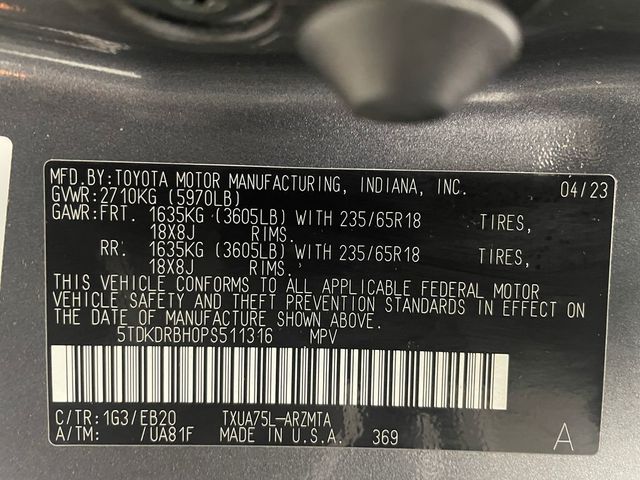 MFD.BY:TOYOTA MOTOR MANUFACTURING, INDIANA, INC. 04/23
GVWR:2710KG (5970LB)
GAWR:FRT. 1635KG (3605LB) WITH 235/65R18 TIRES,
18X8J RIMS.
RR. 1635KG (3605LB) WITH 235/65R18 TIRES,
18X8J RIMS.
THIS VEHICLE CONFORMS TO ALL APPLICABLE FEDERAL MOTOR
VEHICLE SAFETY AND THEFT PREVENTION STANDARDS IN EFFECT ON
THE DATE OF MANUFACTURE SHOWN ABOVE.
5TDKDRBH0PS511316 MPV
C/TR:1G3/EB20 TXUA75L-ARZMTA
A/TM: /UA81F MADE IN U.S.A. 369 A